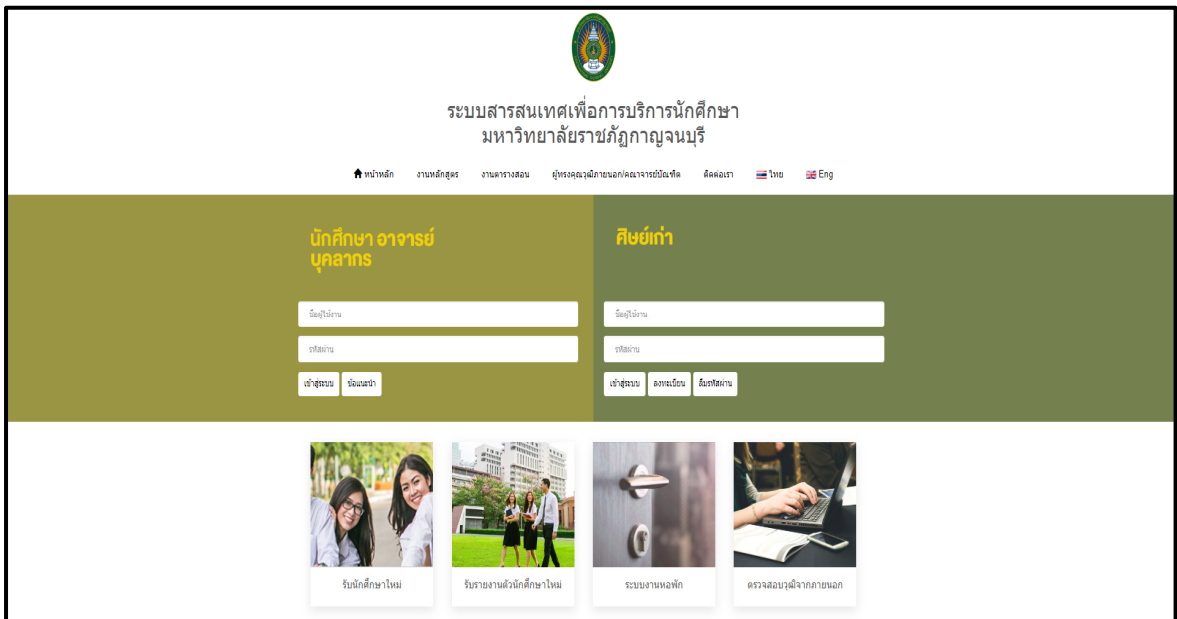 ระบบสารสนเทศเพื่อการบริการนักศึกษา
มหาวิทยาลัยราชภัฏกาญจนบุรี
หน้าหลัก งานหลักสูตร งานตารางสอน ผู้ทรงคุณวุฒิภายนอก/คณาจารย์บัณฑิต ติดต่อเรา ไทย Eng
นักศึกษา อาจารย์
บุคลากร
ชื่อผู้ใช้งาน
รหัสผ่าน
เข้าสู่ระบบ ข้อแนะนำ
ศิษย์เก่า
ชื่อผู้ใช้งาน
รหัสผ่าน
เข้าสู่ระบบ ลงทะเบียน ลืมรหัสผ่าน
รับนักศึกษาใหม่ รับรายงานตัวนักศึกษาใหม่ ระบบงานหอพัก ตรวจสอบวุฒิจากภายนอก